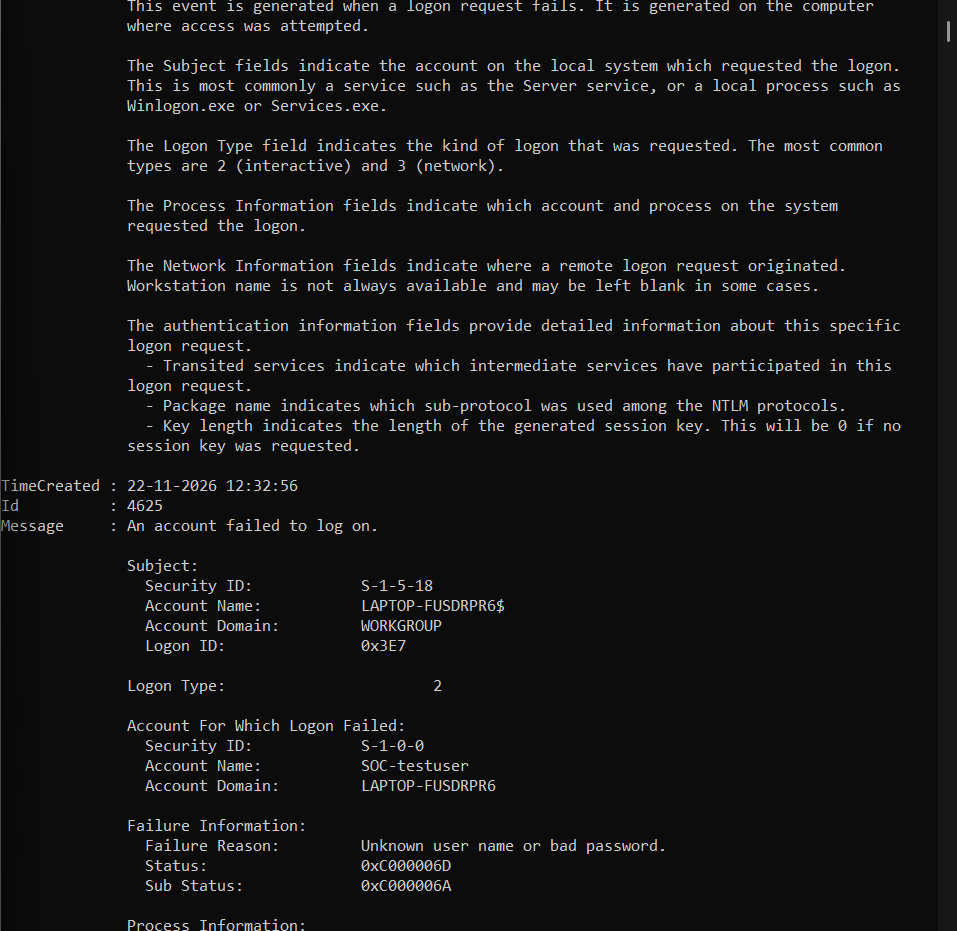 This event is generated when a logon request fails. It is generated on the computer
where access was attempted.
The Subject fields indicate the account on the local system which requested the logon.
This is most commonly a service such as the Server service, or a local process such as
Winlogon.exe or Services.exe.
The Logon Type field indicates the kind of logon that was requested. The most common
types are 2 (interactive) and 3 (network).
The Process Information fields indicate which account and process on the system
requested the logon.
The Network Information fields indicate where a remote logon request originated.
Workstation name is not always available and may be left blank in some cases.
The authentication information fields provide detailed information about this specific
logon request.
- Transited services indicate which intermediate services have participated in this
logon request.
- Package name indicates which sub-protocol was used among the NTLM protocols.
- Key length indicates the length of the generated session key. This will be 0 if no
session key was requested.
TimeCreated : 22-11-2026 12:32:56
Id : 4625
Message : An account failed to log on.
Subject:
Security ID: S-1-5-18
Account Name: LAPTOP-FUSDRPR6$
Account Domain: WORKGROUP
Logon ID: 0x3E7
Logon Type: 2
Account For Which Logon Failed:
Security ID: S-1-0-0
Account Name: SOC-testuser
Account Domain: LAPTOP-FUSDRPR6
Failure Information:
Failure Reason: Unknown user name or bad password.
Status: 0xC000006D
Sub Status: 0xC000006A
Process Information: